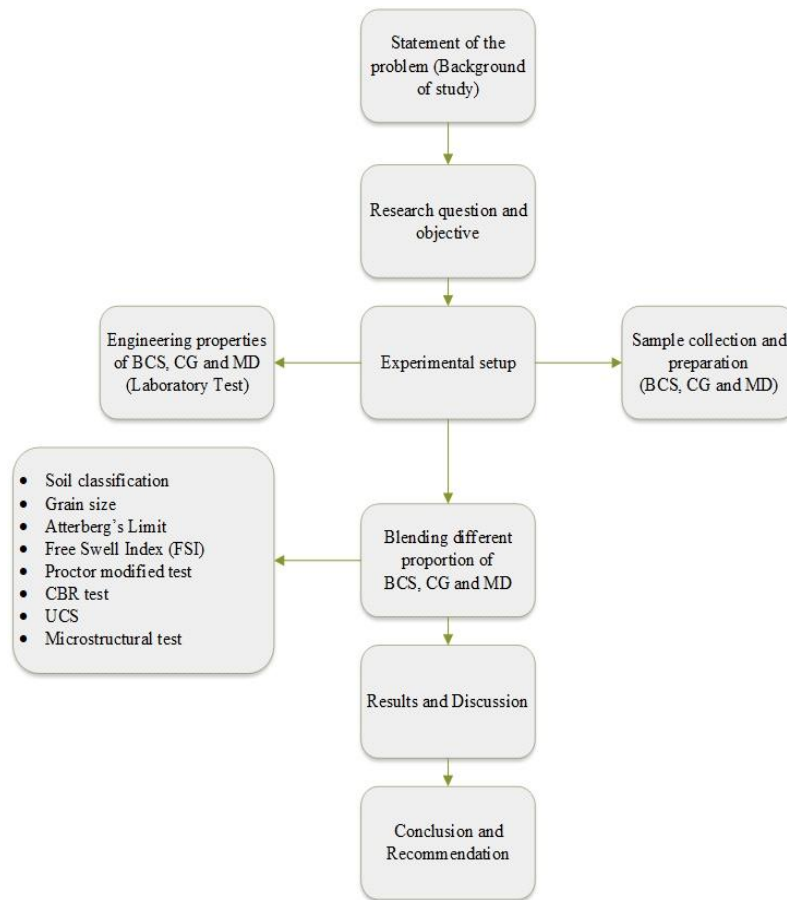 Statement of the
problem (Background
of study)
Research question and
objective
Engineering properties
of BCS, CG and MD
(Laboratory Test)
Experimental setup
Sample collection and
preparation
(BCS, CG and MD)
• Soil classification
• Grain size
• Atterberg’s Limit
• Free Swell Index (FSI)
• Proctor modified test
• CBR test
• UCS
• Microstructural test
Blending different
proportion of
BCS, CG and MD
Results and Discussion
Conclusion and
Recommendation